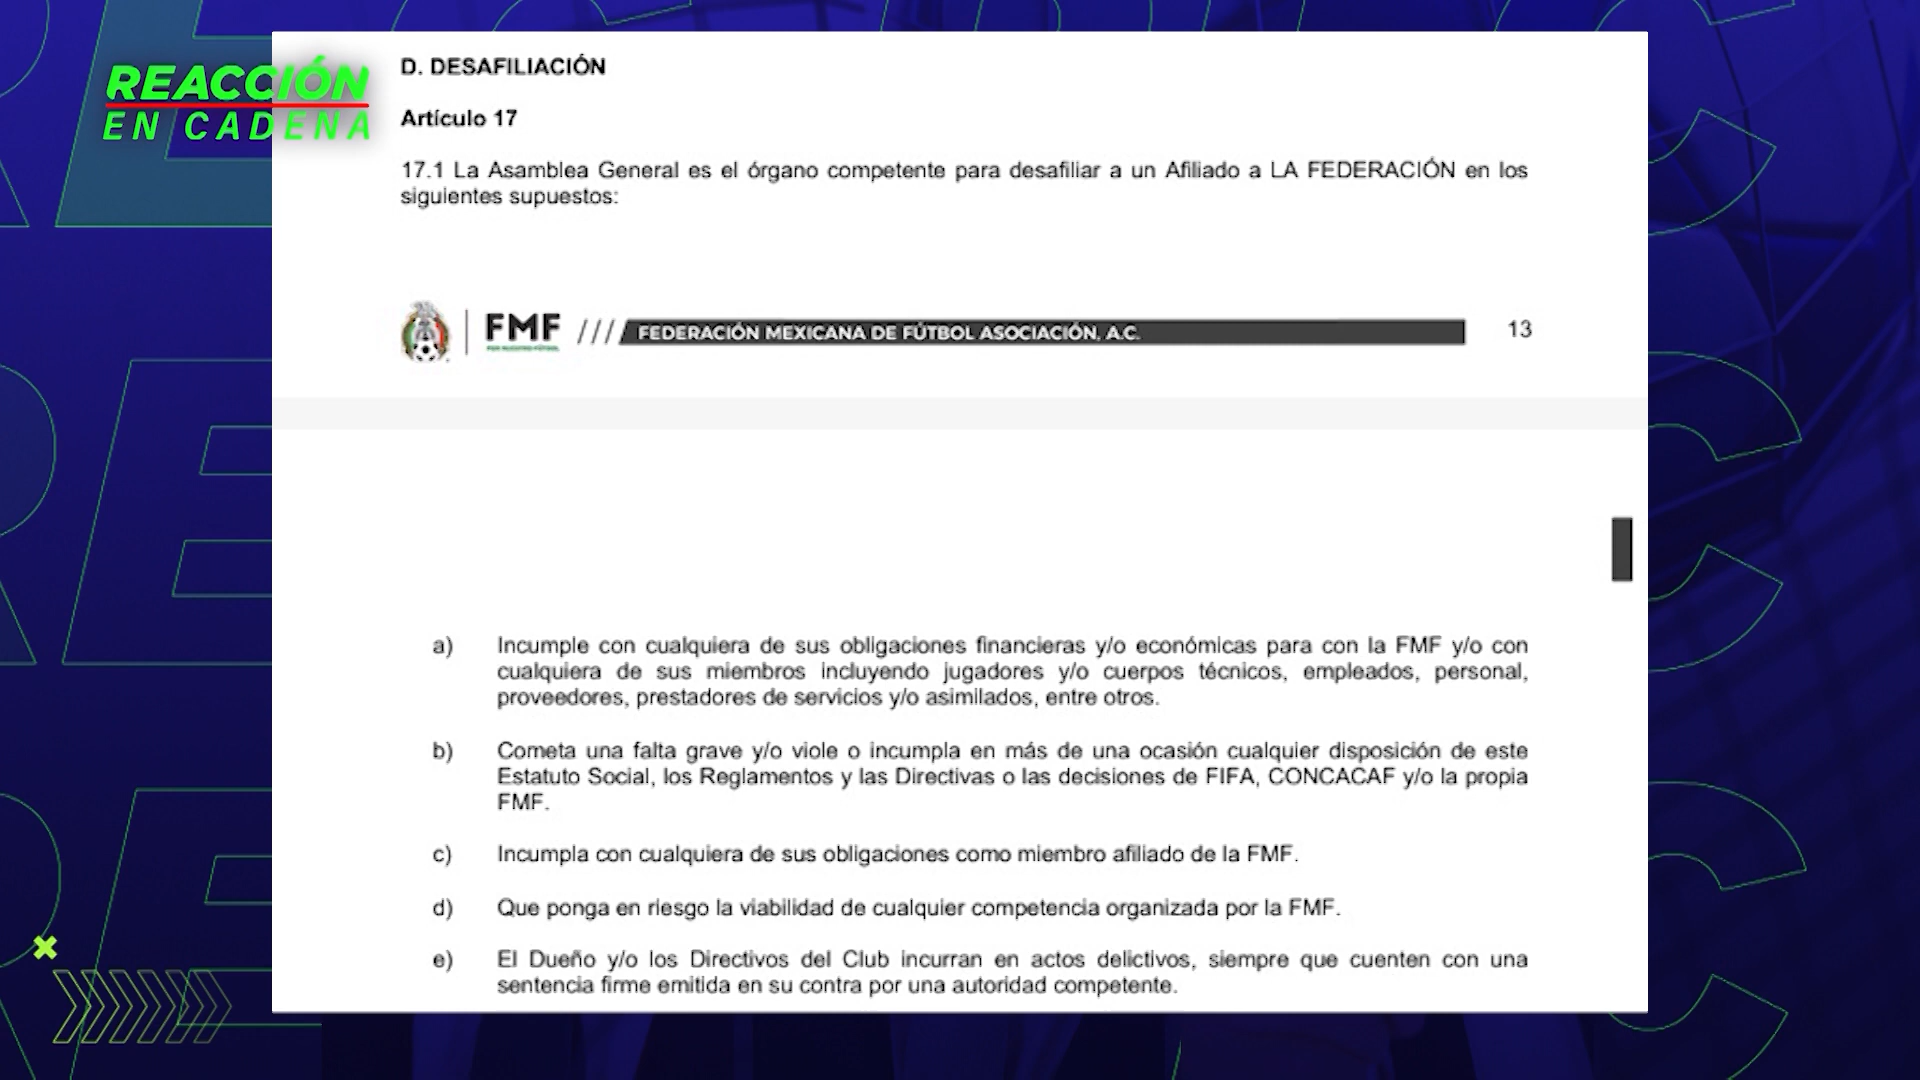 REACCIÓN
EN CADENA
D. DESAFILIACIÓN
Artículo 17
17.1 La Asamblea General es el órgano competente para desafiliar a un Afiliado a LA FEDERACIÓN en los
siguientes supuestos:
FMF
FEDERACIÓN MEXICANA DE FÚTBOL ASOCIACIÓN, A.C.
13
a) Incumple con cualquiera de sus obligaciones financieras y/o económicas para con la FMF y/o con
cualquiera de sus miembros incluyendo jugadores y/o cuerpos técnicos, empleados, personal,
proveedores, prestadores de servicios y/o asimilados, entre otros.
b) Cometa una falta grave y/o viole o incumpla en más de una ocasión cualquier disposición de este
Estatuto Social, los Reglamentos y las Directivas o las decisiones de FIFA, CONCACAF y/o la propia
FMF.
c) Incumpla con cualquiera de sus obligaciones como miembro afiliado de la FMF.
d) Que ponga en riesgo la viabilidad de cualquier competencia organizada por la FMF.
e) El Dueño y/o los Directivos del Club incurran en actos delictivos, siempre que cuenten con una
sentencia firme emitida en su contra por una autoridad competente.